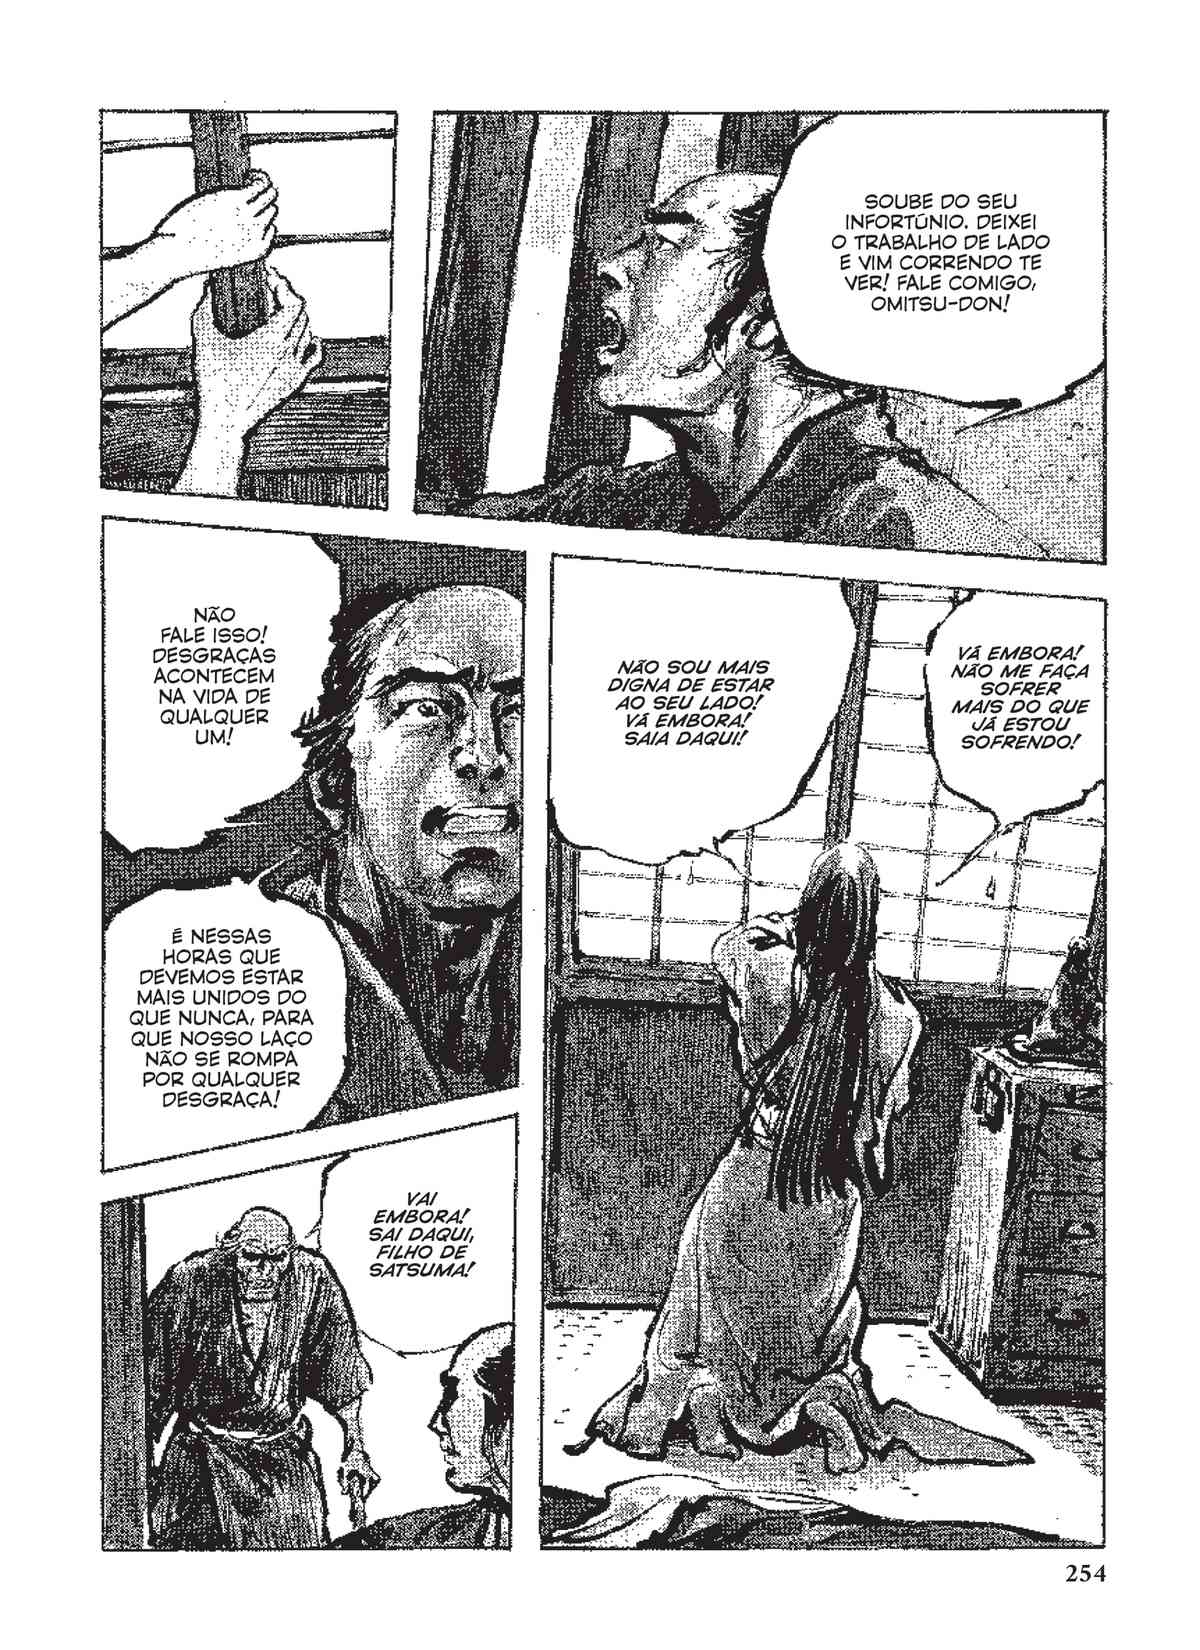 SOUBE DO SEU
INFORTÚNIO. DEIXEI
O TRABALHO DE LADO
E VIM CORRENDO TE
VER! FALE COMIGO,
OMITSU-DON!
VÁ EMBORA!
NÃO ME FAÇA
SOFRER
MAIS DO QUE
JÁ ESTOU
SOFRENDO!
NÃO SOU MAIS
DIGNA DE ESTAR
AO SEU LADO!
VÁ EMBORA!
SAIA DAQUI!
NÃO
FALE ISSO!
DESGRAÇAS
ACONTECEM
NA VIDA DE
QUALQUER
UM!
É NESSAS
HORAS QUE
DEVEMOS ESTAR
MAIS UNIDOS DO
QUE NUNCA, PARA
QUE NOSSO LAÇO
NÃO SE ROMPA
POR QUALQUER
DESGRAÇA!
VAI
EMBORA!
SAI DAQUI,
FILHO DE
SATSUMA!
254